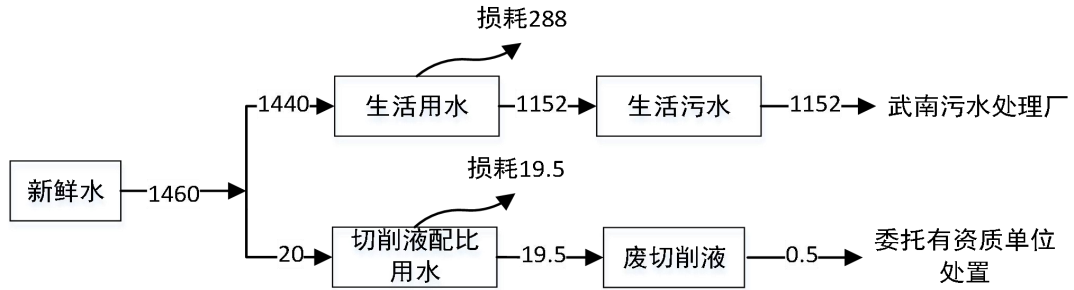 损耗288
1440
生活用水
1152
生活污水
1152
武南污水处理厂
新鲜水
1460
损耗19.5
20
切削液配比
用水
19.5
废切削液
0.5
委托有资质单位
处置